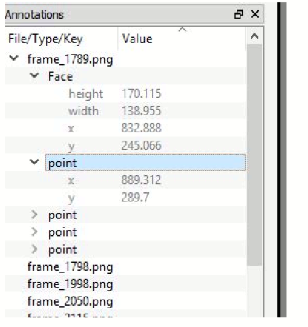 Annotations
File/Type/Key Value
frame_1789.png
Face
height 170.115
width 138.955
x 832.888
y 245.066
point
x 889.312
y 289.7
point
point
point
frame_1798.png
frame_1998.png
frame_2050.png